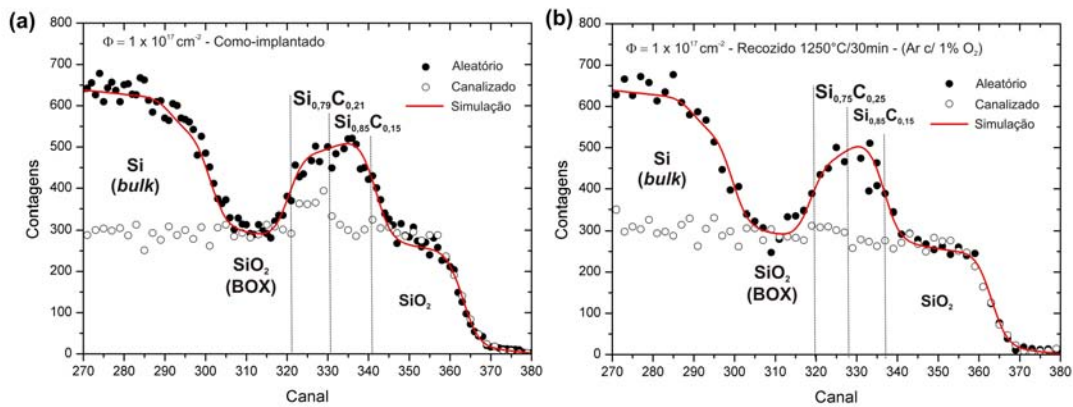 (a)
Φ = 1 x 10¹⁷ cm⁻² - Como-implantado
Aleatório
Canalizado
Simulação
Si₀,₇₉C₀,₂₁
Si₀,₈₅C₀,₁₅
Si
(bulk)
SiO₂
(BOX)
SiO₂
Contagens
800
700
600
500
400
300
200
100
0
270 280 290 300 310 320 330 340 350 360 370 380
Canal
(b)
Φ = 1 x 10¹⁷ cm⁻² - Recozido 1250°C/30min - (Ar c/ 1% O₂)
Aleatório
Canalizado
Simulação
Si₀,₇₅C₀,₂₅
Si₀,₈₅C₀,₁₅
Si
(bulk)
SiO₂
(BOX)
SiO₂
Contagens
800
700
600
500
400
300
200
100
0
270 280 290 300 310 320 330 340 350 360 370 380
Canal